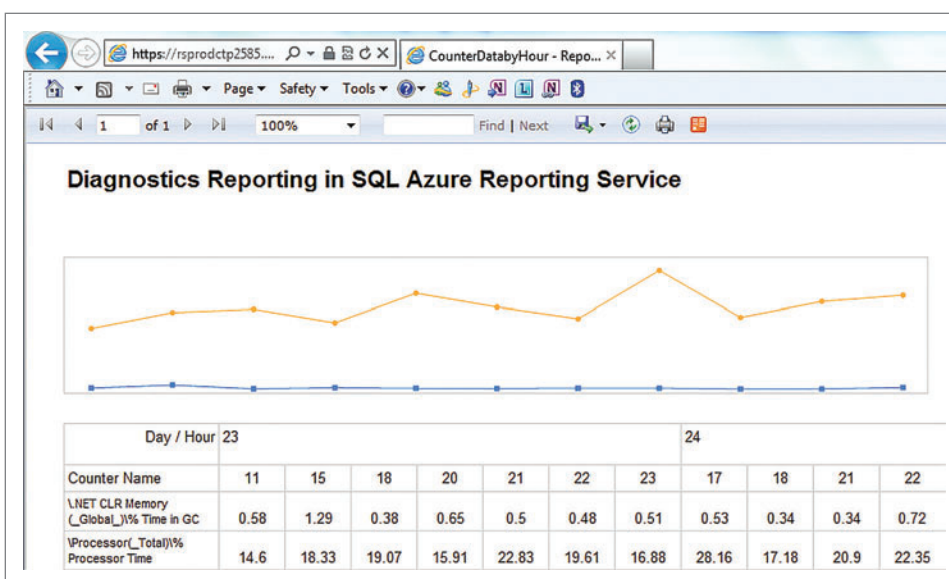 https://rsprodctp2585....
CounterDatabyHour - Repo...
Page Safety Tools
1 of 1 100% Find | Next
Diagnostics Reporting in SQL Azure Reporting Service
Day / Hour 23 24
Counter Name 11 15 18 20 21 22 23 17 18 21 22
\.NET CLR Memory
(_Global_)\% Time in GC 0.58 1.29 0.38 0.65 0.5 0.48 0.51 0.53 0.34 0.34 0.72
\Processor(_Total)\%
Processor Time 14.6 18.33 19.07 15.91 22.83 19.61 16.88 28.16 17.18 20.9 22.35